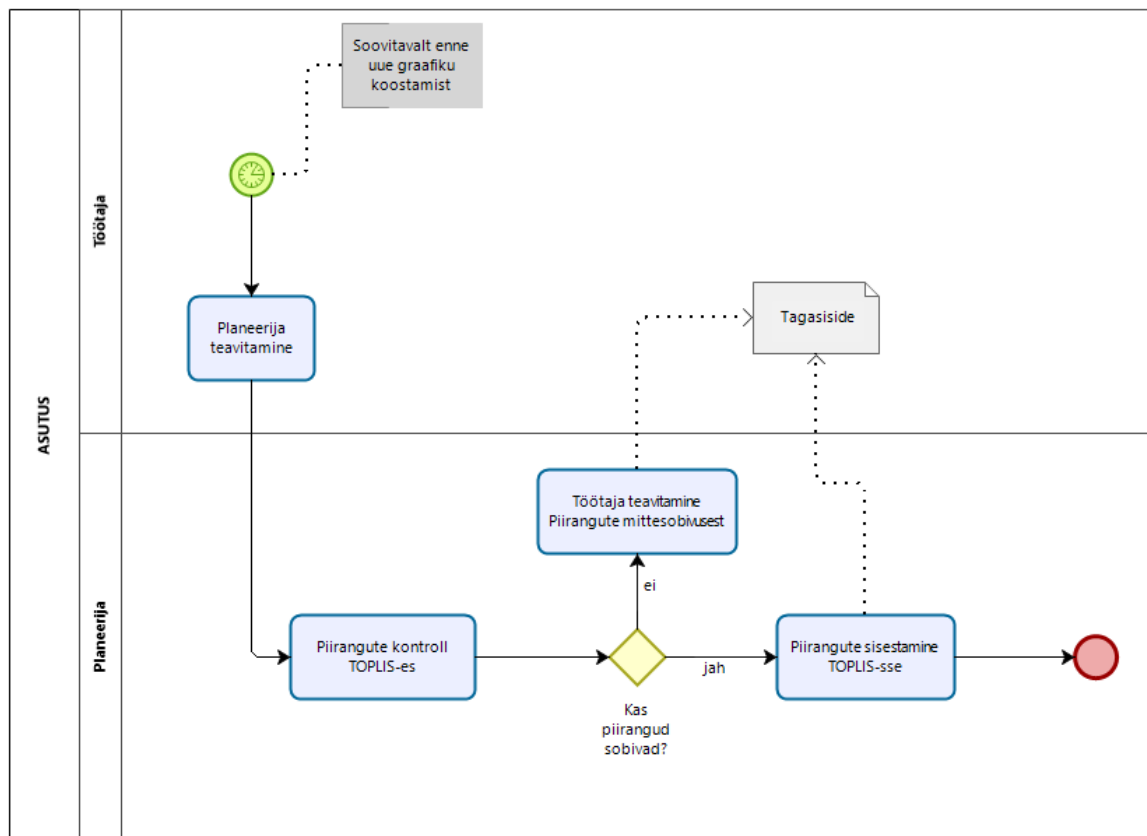 ASUTUS
Töötaja
Soovitavalt enne
uue graafiku
koostamist
Planeerija
teavitamine
Tagasiside
Planeerija
Töötaja teavitamine
Piirangute mittesobivusest
ei
Piirangute kontroll
TOPLIS-es
jah
Piirangute sisestamine
TOPLIS-sse
Kas
piirangud
sobivad?